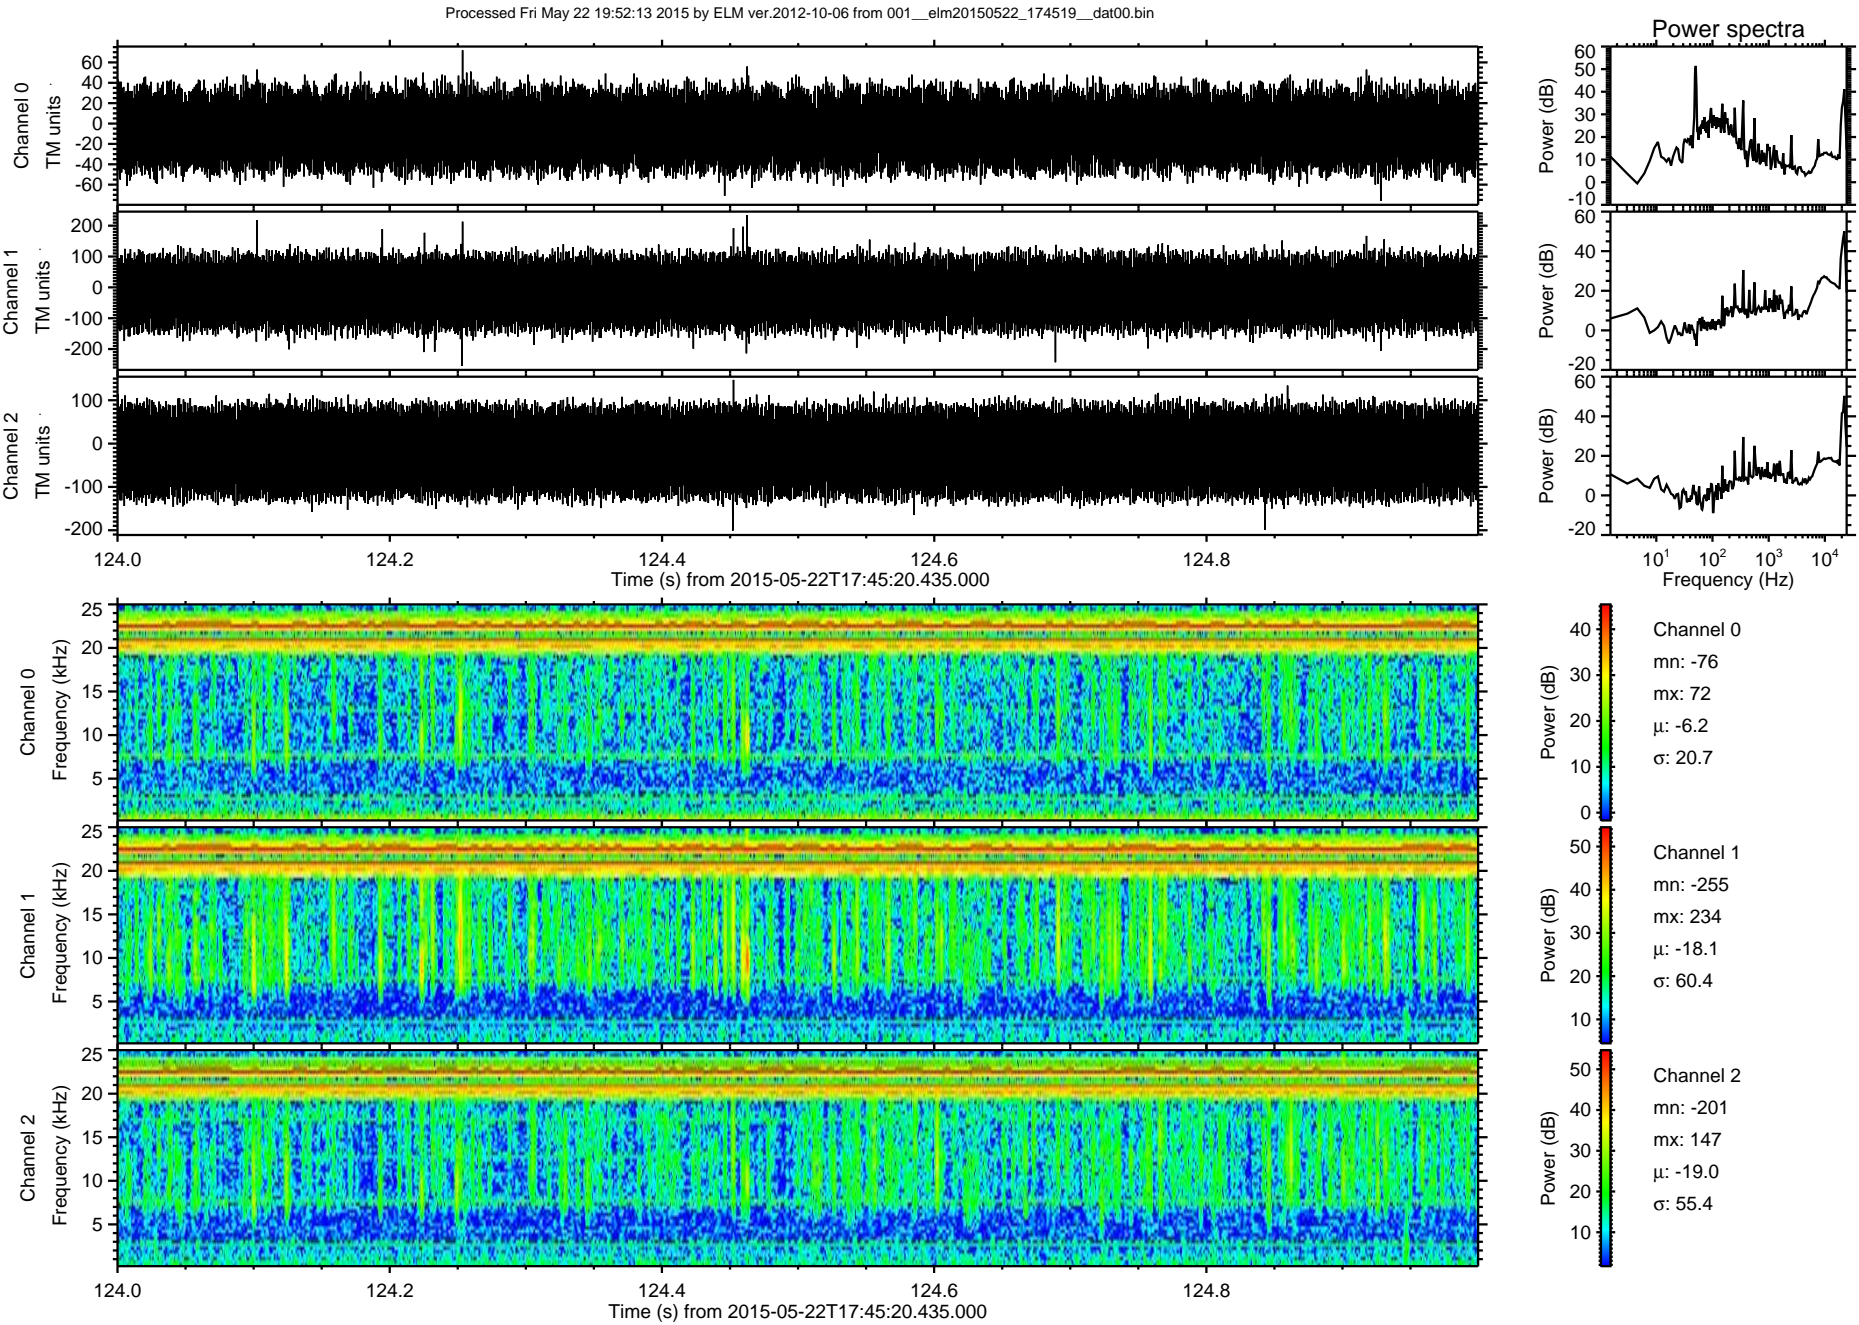 Processed Fri May 22 19:52:13 2015 by ELM ver.2012-10-06 from 001__elm20150522_174519__dat00.bin
Power spectra
Channel 0
TM units
60
40
20
0
-20
-40
-60
Power (dB)
60
50
40
30
20
10
0
-10
Channel 1
TM units
200
100
0
-100
-200
Power (dB)
60
40
20
0
-20
Channel 2
TM units
100
0
-100
-200
Power (dB)
60
40
20
0
-20
124.0 124.2 124.4 124.6 124.8
Time (s) from 2015-05-22T17:45:20.435.000
10¹ 10² 10³ 10⁴
Frequency (Hz)
Channel 0
Frequency (kHz)
25
20
15
10
5
Power (dB)
40
30
20
10
0
Channel 0
mn: -76
mx: 72
μ: -6.2
σ: 20.7
Channel 1
Frequency (kHz)
25
20
15
10
5
Power (dB)
50
40
30
20
10
Channel 1
mn: -255
mx: 234
μ: -18.1
σ: 60.4
Channel 2
Frequency (kHz)
25
20
15
10
5
Power (dB)
50
40
30
20
10
Channel 2
mn: -201
mx: 147
μ: -19.0
σ: 55.4
124.0 124.2 124.4 124.6 124.8
Time (s) from 2015-05-22T17:45:20.435.000